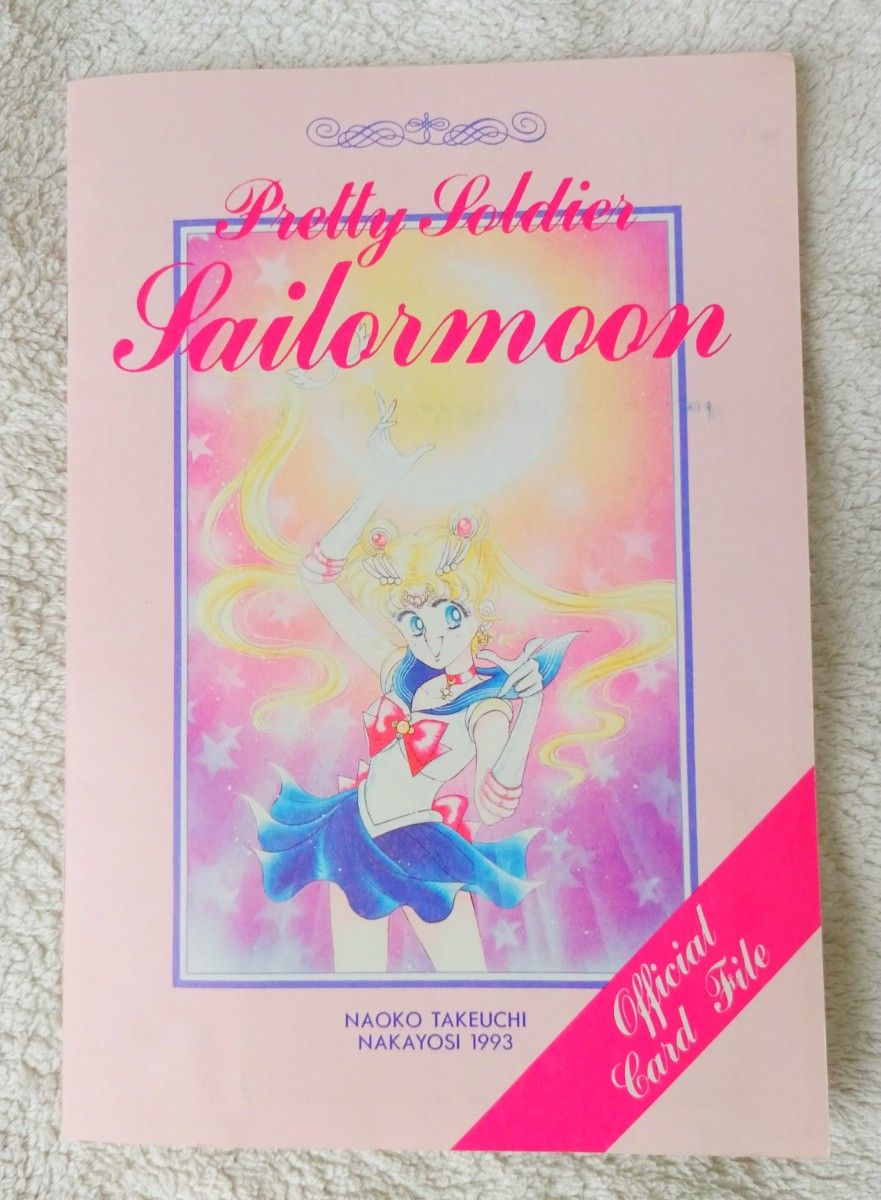 Pretty Soldier
Sailormoon
NAOKO TAKEUCHI
NAKAYOSI 1993
Official
Card File